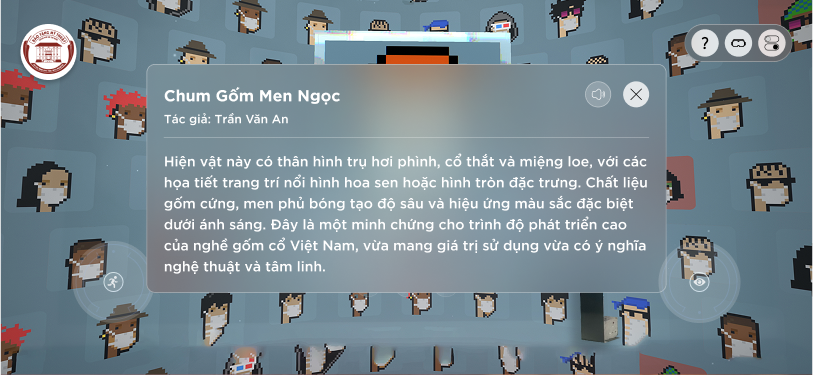 BẢO TÀNG MỸ THUẬT
?
Chum Gốm Men Ngọc
Tác giả: Trần Văn An
Hiện vật này có thân hình trụ hơi phình, cổ thắt và miệng loe, với các
họa tiết trang trí nổi hình hoa sen hoặc hình tròn đặc trưng. Chất liệu
gốm cứng, men phủ bóng tạo độ sâu và hiệu ứng màu sắc đặc biệt
dưới ánh sáng. Đây là một minh chứng cho trình độ phát triển cao
của nghề gốm cổ Việt Nam, vừa mang giá trị sử dụng vừa có ý nghĩa
nghệ thuật và tâm linh.